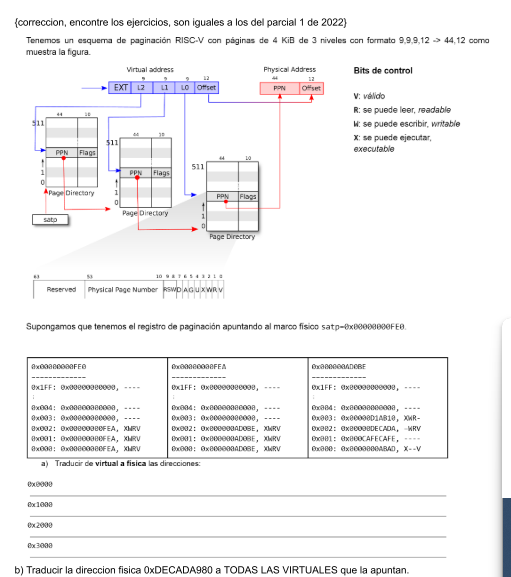 {correccion, encontre los ejercicios, son iguales a los del parcial 1 de 2022}
Tenemos un esquema de paginación RISC-V con páginas de 4 KiB de 3 niveles con formato 9,9,9,12 -> 44,12 como
muestra la figura.
Virtual address
9 9 9 12
EXT L2 L1 L0 Offset
Physical Address
44 12
PPN Offset
Bits de control
V: válido
R: se puede leer, readable
W: se puede escribir, writable
X: se puede ejecutar,
executable
44 10
511
PPN Flags
1
0
Page Directory
satp
44 10
511
PPN Flags
1
0
Page Directory
44 10
511
PPN Flags
1
0
Page Directory
63 53 10 9 8 7 6 5 4 3 2 1 0
Reserved Physical Page Number RSW D A G U X W R V
Supongamos que tenemos el registro de paginación apuntando al marco físico satp=0x00000000FE0.
0x00000000FE0
-------------
0x1FF: 0x00000000000, ----
:
0x004: 0x00000000000, ----
0x003: 0x00000000000, ----
0x002: 0x00000000FEA, XWRV
0x001: 0x00000000FEA, XWRV
0x000: 0x00000000FEA, XWRV
0x00000000FEA
-------------
0x1FF: 0x00000000000, ----
:
0x004: 0x00000000000, ----
0x003: 0x00000000000, ----
0x002: 0x000000AD0BE, XWRV
0x001: 0x000000AD0BE, XWRV
0x000: 0x000000AD0BE, XWRV
0x000000AD0BE
-------------
0x1FF: 0x00000000000, ----
:
0x004: 0x00000000000, ----
0x003: 0x00000D1AB10, XWR-
0x002: 0x00000DECADA, -WRV
0x001: 0x000CAFECAFE, ----
0x000: 0x0000000ABAD, X--V
a) Traducir de virtual a física las direcciones:
0x0000
0x1000
0x2000
0x3000
b) Traducir la direccion fisica 0xDECADA980 a TODAS LAS VIRTUALES que la apuntan.